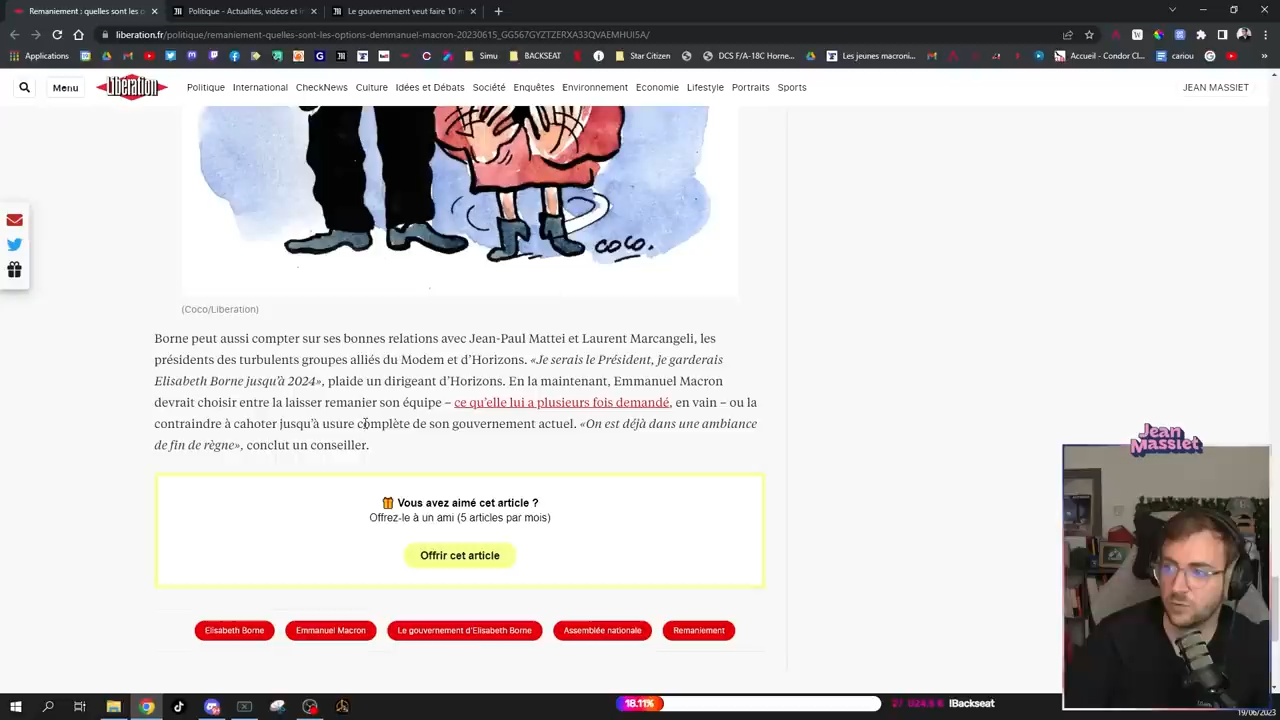 Remaniement : quelles sont les o
Politique - Actualités, vidéos et i
Le gouvernement veut faire 10 m
liberation.fr/politique/remaniement-quelles-sont-les-options-demmanuel-macron-20230615_GG567GYZTZERXA33QVAEMHUI5A/
Applications
Simu
BACKSEAT
Star Citizen
DCS F/A-18C Horne...
Les jeunes macroni...
Accueil - Condor Cl...
cariou
Menu
Libération
Politique International CheckNews Culture Idées et Débats Société Enquêtes Environnement Economie Lifestyle Portraits Sports
JEAN MASSIET
COCO.
(Coco/Liberation)
Borne peut aussi compter sur ses bonnes relations avec Jean-Paul Mattei et Laurent Marcangeli, les
présidents des turbulents groupes alliés du Modem et d'Horizons. «Je serais le Président, je garderais
Elisabeth Borne jusqu'à 2024», plaide un dirigeant d'Horizons. En la maintenant, Emmanuel Macron
devrait choisir entre la laisser remanier son équipe – ce qu'elle lui a plusieurs fois demandé, en vain – ou la
contraindre à cahoter jusqu'à usure complète de son gouvernement actuel. «On est déjà dans une ambiance
de fin de règne», conclut un conseiller.
Vous avez aimé cet article ?
Offrez-le à un ami (5 articles par mois)
Offrir cet article
Elisabeth Borne
Emmanuel Macron
Le gouvernement d'Elisabeth Borne
Assemblée nationale
Remaniement
Jean
Massiet
18.11%
!Backseat
19/06/2023